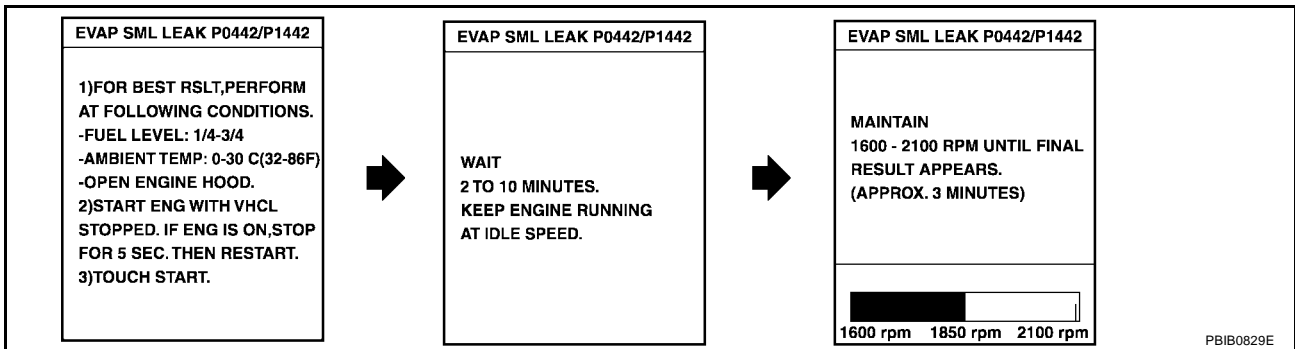 EVAP SML LEAK P0442/P1442
1)FOR BEST RSLT,PERFORM
AT FOLLOWING CONDITIONS.
-FUEL LEVEL: 1/4-3/4
-AMBIENT TEMP: 0-30 C(32-86F)
-OPEN ENGINE HOOD.
2)START ENG WITH VHCL
STOPPED. IF ENG IS ON,STOP
FOR 5 SEC. THEN RESTART.
3)TOUCH START.
EVAP SML LEAK P0442/P1442
WAIT
2 TO 10 MINUTES.
KEEP ENGINE RUNNING
AT IDLE SPEED.
EVAP SML LEAK P0442/P1442
MAINTAIN
1600 - 2100 RPM UNTIL FINAL
RESULT APPEARS.
(APPROX. 3 MINUTES)
1600 rpm 1850 rpm 2100 rpm
PBIB0829E